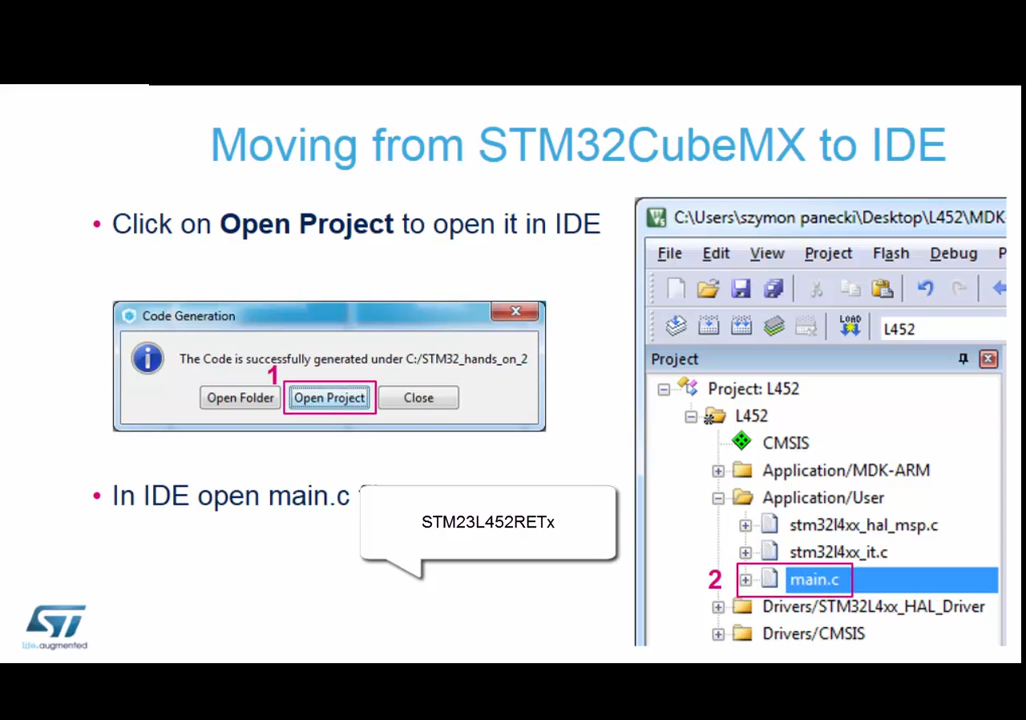 Moving from STM32CubeMX to IDE
• Click on Open Project to open it in IDE
Code Generation
The Code is successfully generated under C:/STM32_hands_on_2
1
Open Folder
Open Project
Close
• In IDE open main.c
STM23L452RETx
C:\Users\szymon panecki\Desktop\L452\MDK-
File Edit View Project Flash Debug P
LOAD
L452
Project
Project: L452
L452
CMSIS
Application/MDK-ARM
Application/User
stm32l4xx_hal_msp.c
stm32l4xx_it.c
2
main.c
Drivers/STM32L4xx_HAL_Driver
Drivers/CMSIS
ST
life.augmented